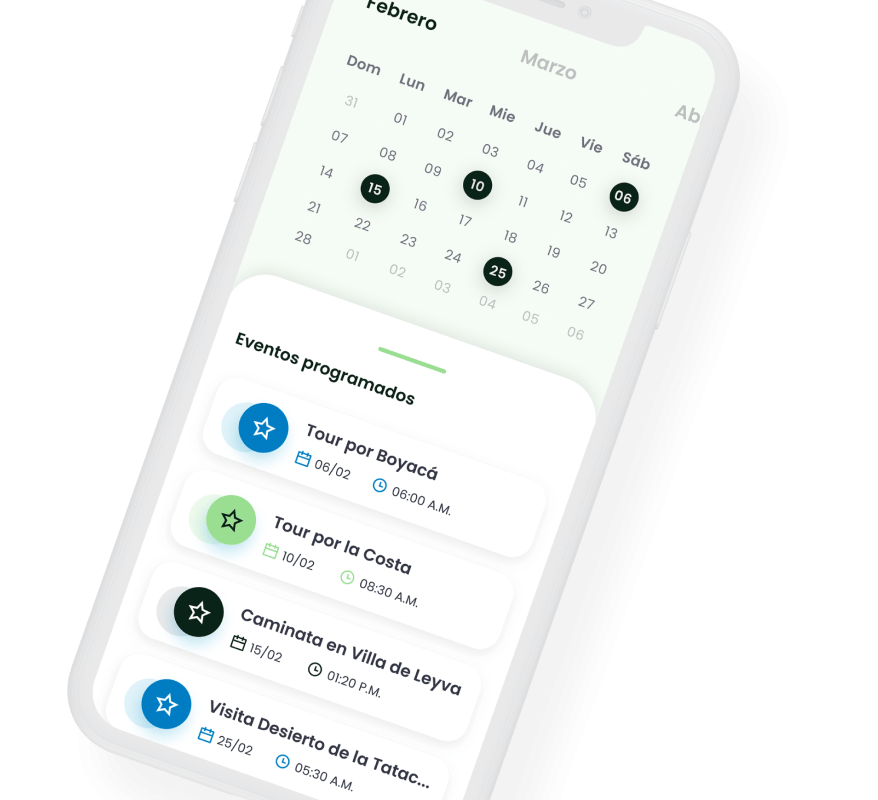 Febrero
Marzo
Ab
Dom Lun Mar Mie Jue Vie Sáb
31 01 02 03 04 05 06
07 08 09 10 11 12 13
14 15 16 17 18 19 20
21 22 23 24 25 26 27
28 01 02 03 04 05 06
Eventos programados
Tour por Boyacá
06/02 06:00 A.M.
Tour por la Costa
10/02 08:30 A.M.
Caminata en Villa de Leyva
15/02 01:20 P.M.
Visita Desierto de la Tatac...
25/02 05:30 A.M.